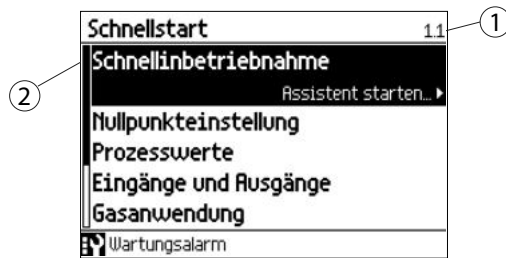 Schnellstart 1.1 1
2 Schnellinbetriebnahme
Assistent starten...
Nullpunkteinstellung
Prozesswerte
Eingänge und Ausgänge
Gasanwendung
Wartungsalarm